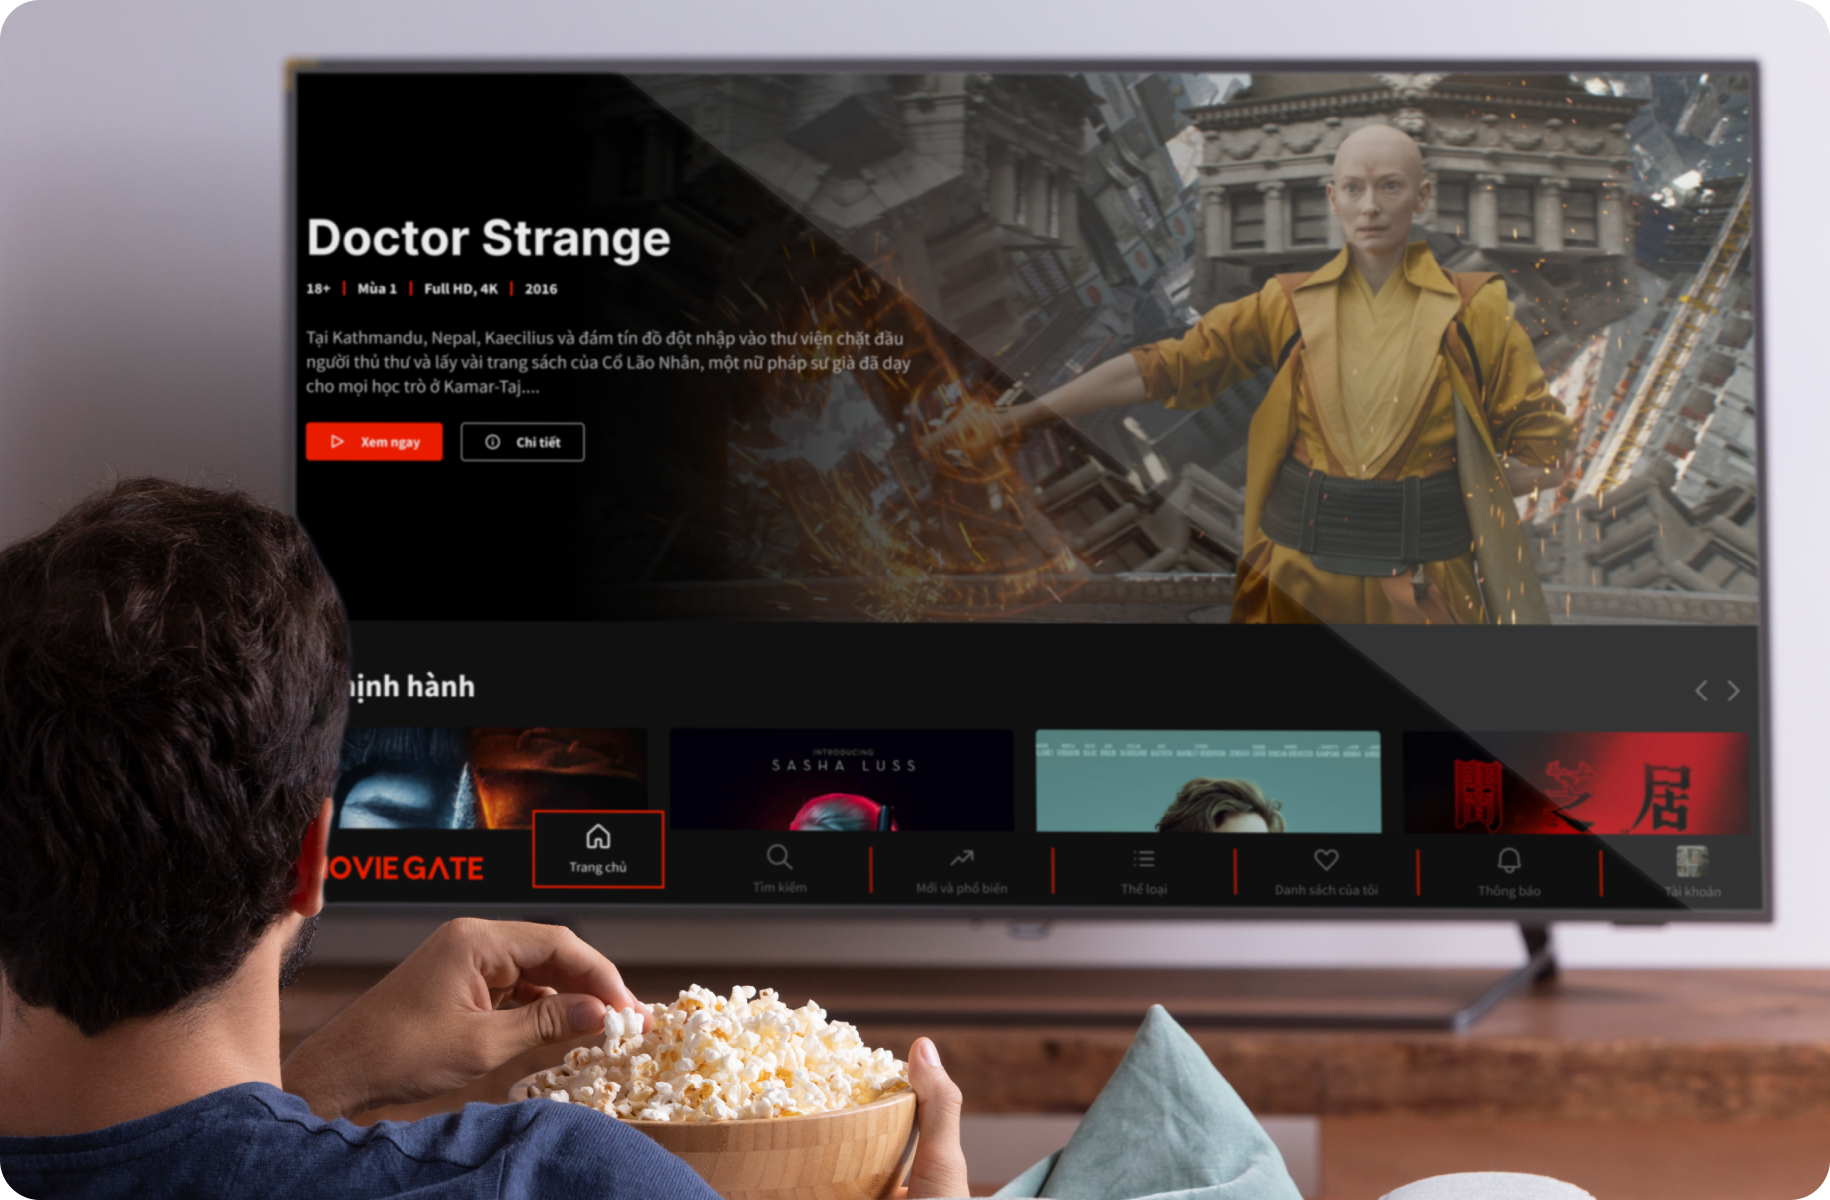 Doctor Strange
18+ | Mùa 1 | Full HD, 4K | 2016
Tại Kathmandu, Nepal, Kaecilius và đám tín đồ đột nhập vào thư viện chặt đầu
người thủ thư và lấy vài trang sách của Cổ Lão Nhân, một nữ pháp sư già đã dạy
cho mọi học trò ở Kamar-Taj....
Xem ngay
Chi tiết
hịnh hành
INTRODUCING
SASHA LUSS
居
OVIE GATE
Trang chủ
Tìm kiếm
Mới và phổ biến
Thể loại
Danh sách của tôi
Thông báo
Tài khoản